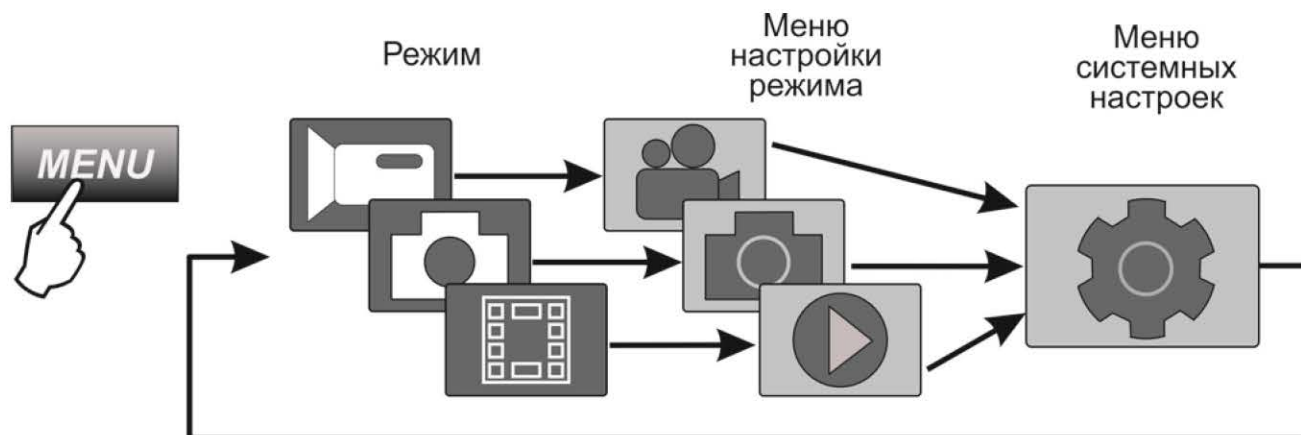 Режим
Меню
настройки
режима
Меню
системных
настроек
MENU